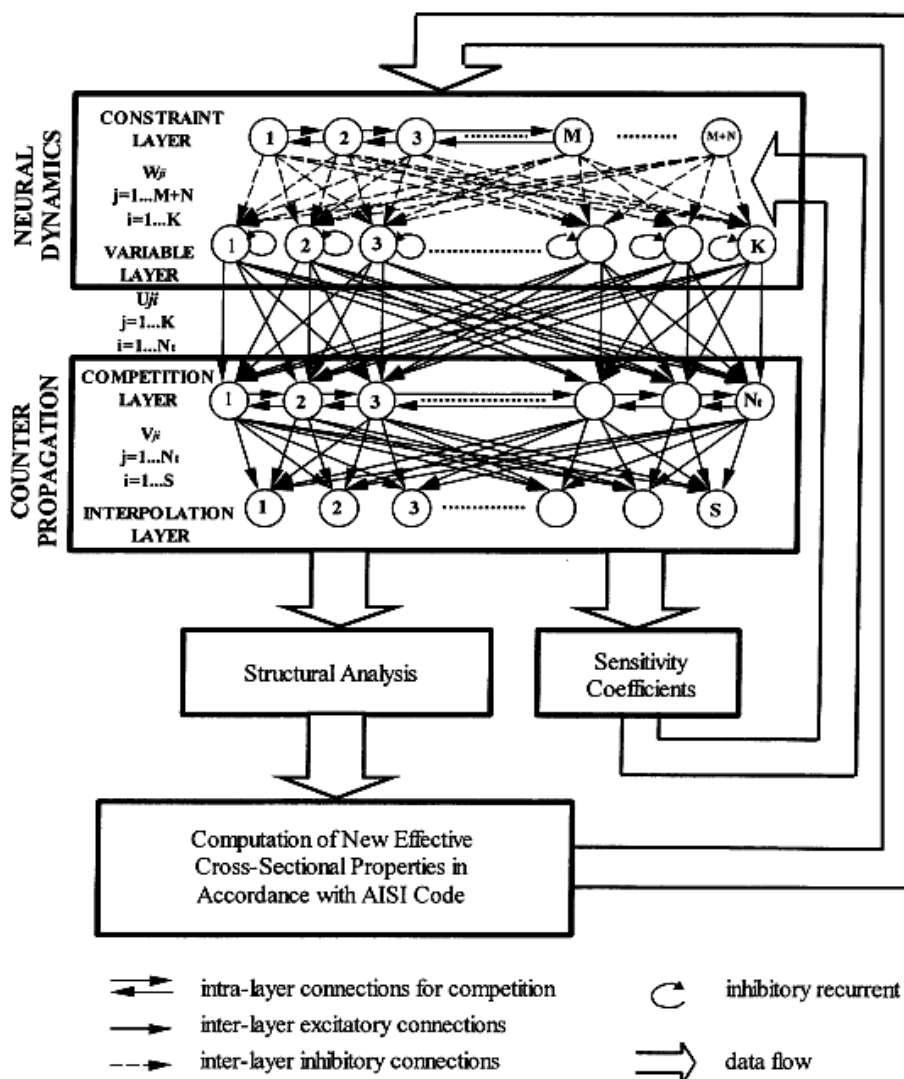 NEURAL
DYNAMICS
CONSTRAINT
LAYER
1 2 3 M M+N
Wji
j=1...M+N
i=1...K
1 2 3 K
VARIABLE
LAYER
Uji
j=1...K
i=1...Nt
COUNTER
PROPAGATION
COMPETITION
LAYER
1 2 3 Nt
Vji
j=1...Nt
i=1...S
1 2 3 S
INTERPOLATION
LAYER
Structural Analysis
Sensitivity
Coefficients
Computation of New Effective
Cross-Sectional Properties in
Accordance with AISI Code
intra-layer connections for competition
inhibitory recurrent
inter-layer excitatory connections
inter-layer inhibitory connections
data flow